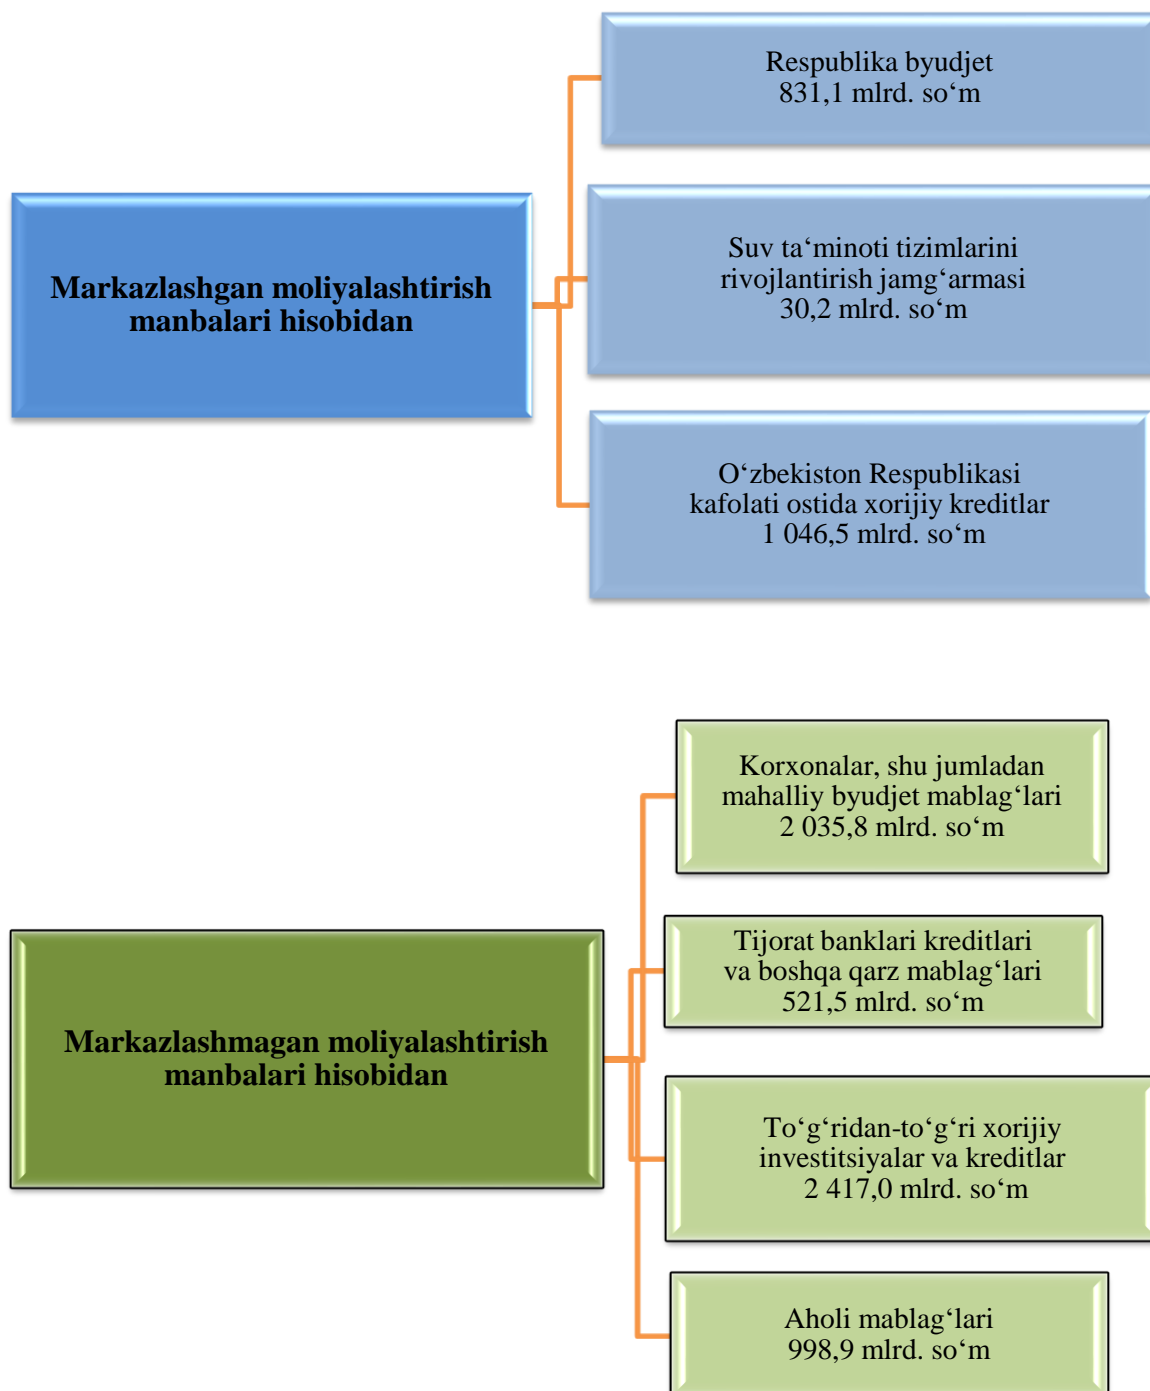 Respublika byudjet
831,1 mlrd. so‘m
Markazlashgan moliyalashtirish
manbalari hisobidan
Suv ta‘minoti tizimlarini
rivojlantirish jamg‘armasi
30,2 mlrd. so‘m
O‘zbekiston Respublikasi
kafolati ostida xorijiy kreditlar
1 046,5 mlrd. so‘m
Korxonalar, shu jumladan
mahalliy byudjet mablag‘lari
2 035,8 mlrd. so‘m
Markazlashmagan moliyalashtirish
manbalari hisobidan
Tijorat banklari kreditlari
va boshqa qarz mablag‘lari
521,5 mlrd. so‘m
To‘g‘ridan-to‘g‘ri xorijiy
investitsiyalar va kreditlar
2 417,0 mlrd. so‘m
Aholi mablag‘lari
998,9 mlrd. so‘m